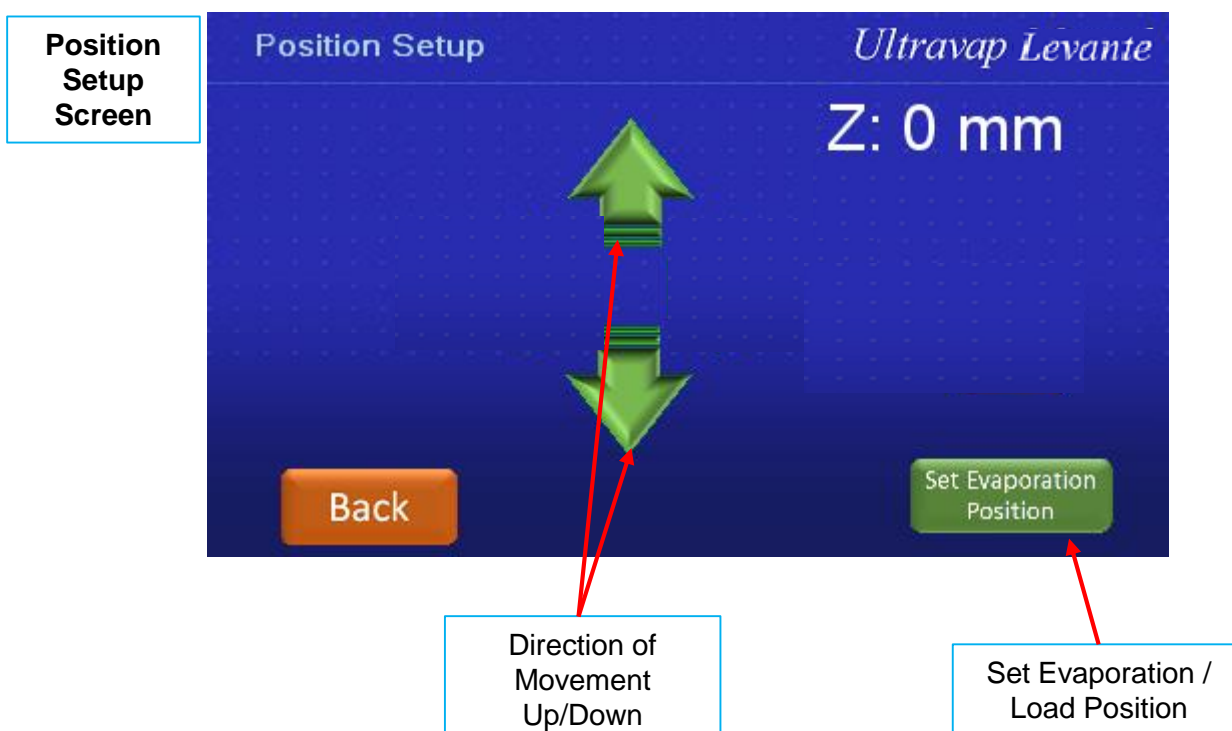 Position
Setup
Screen
Position Setup
Ultravap Levante
Z: 0 mm
Back
Set Evaporation
Position
Direction of
Movement
Up/Down
Set Evaporation /
Load Position